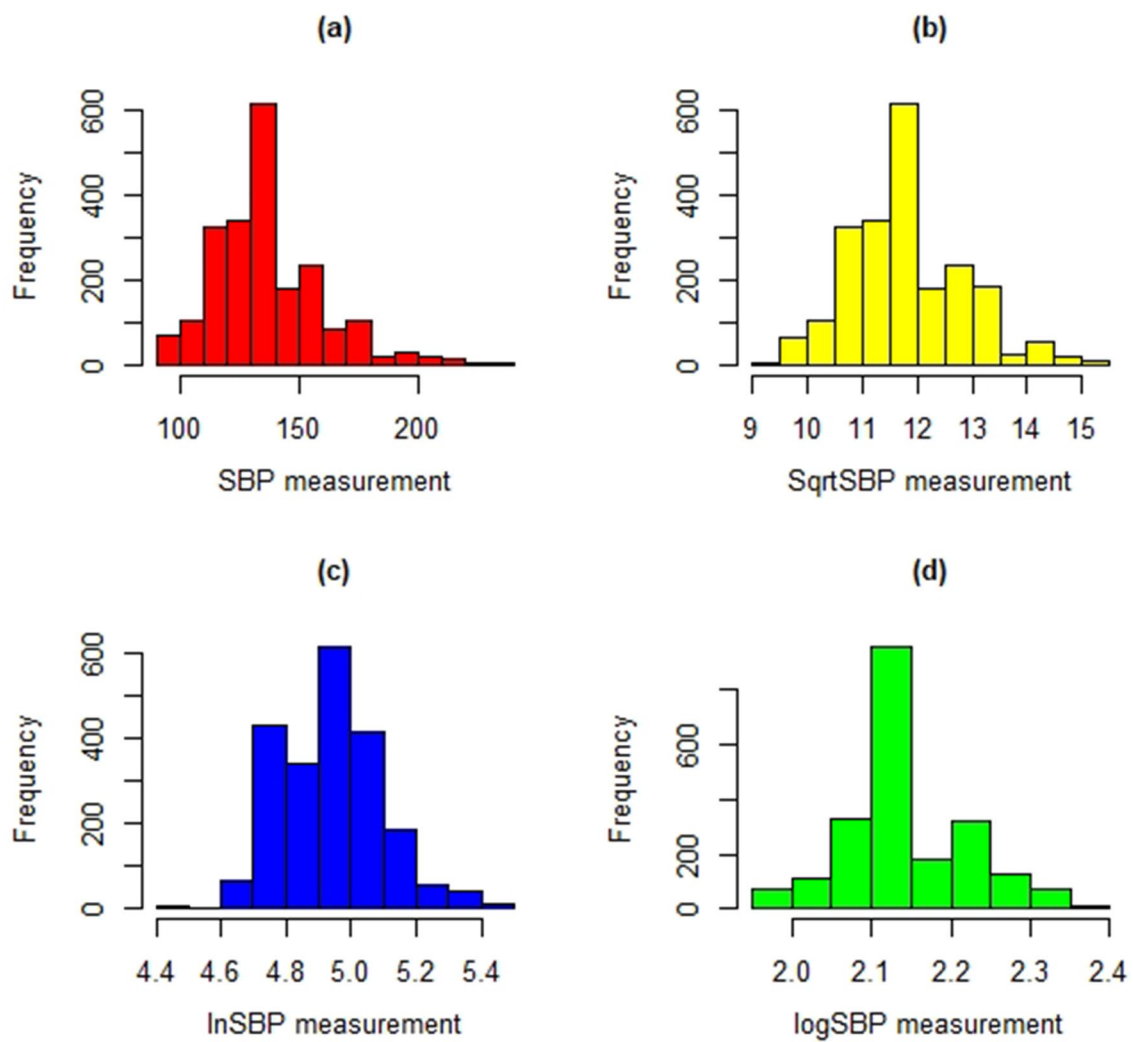 (a)
Frequency
600
400
200
0
100 150 200
SBP measurement
(b)
Frequency
600
400
200
0
9 10 11 12 13 14 15
SqrtSBP measurement
(c)
Frequency
600
400
200
0
4.4 4.6 4.8 5.0 5.2 5.4
lnSBP measurement
(d)
Frequency
600
200
0
2.0 2.1 2.2 2.3 2.4
logSBP measurement